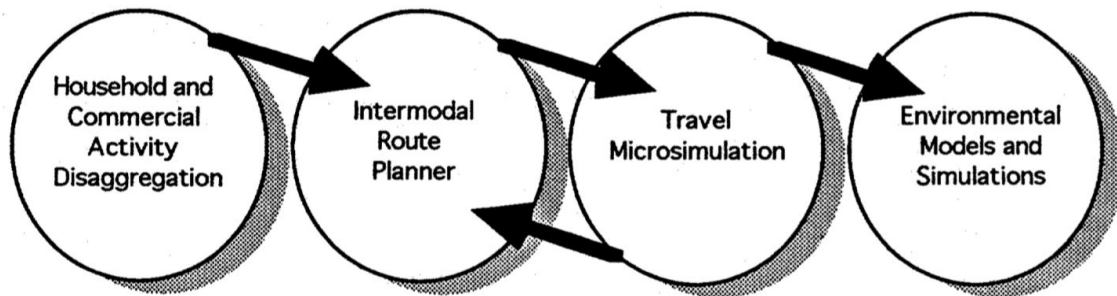 Household and
Commercial
Activity
Disaggregation
Intermodal
Route
Planner
Travel
Microsimulation
Environmental
Models and
Simulations